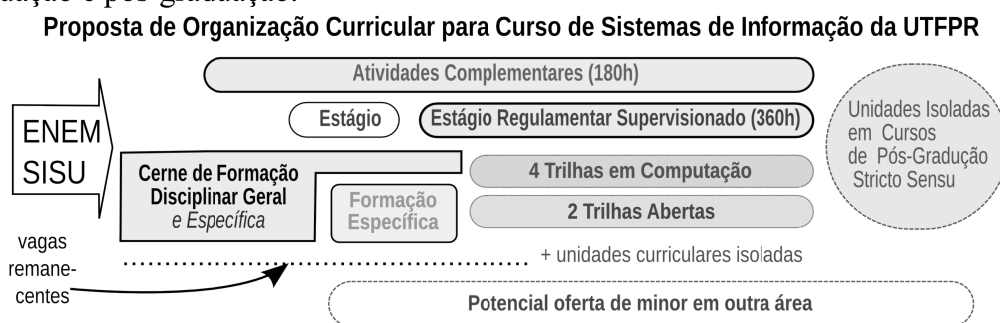 Proposta de Organização Curricular para Curso de Sistemas de Informação da UTFPR
Atividades Complementares (180h)
Estágio
Estágio Regulamentar Supervisionado (360h)
ENEM
SISU
Cerne de Formação
Disciplinar Geral
e Específica
Formação
Específica
4 Trilhas em Computação
2 Trilhas Abertas
Unidades Isoladas
em Cursos
de Pós-Gradução
Stricto Sensu
vagas
remane-
centes
+ unidades curriculares isoladas
Potencial oferta de minor em outra área